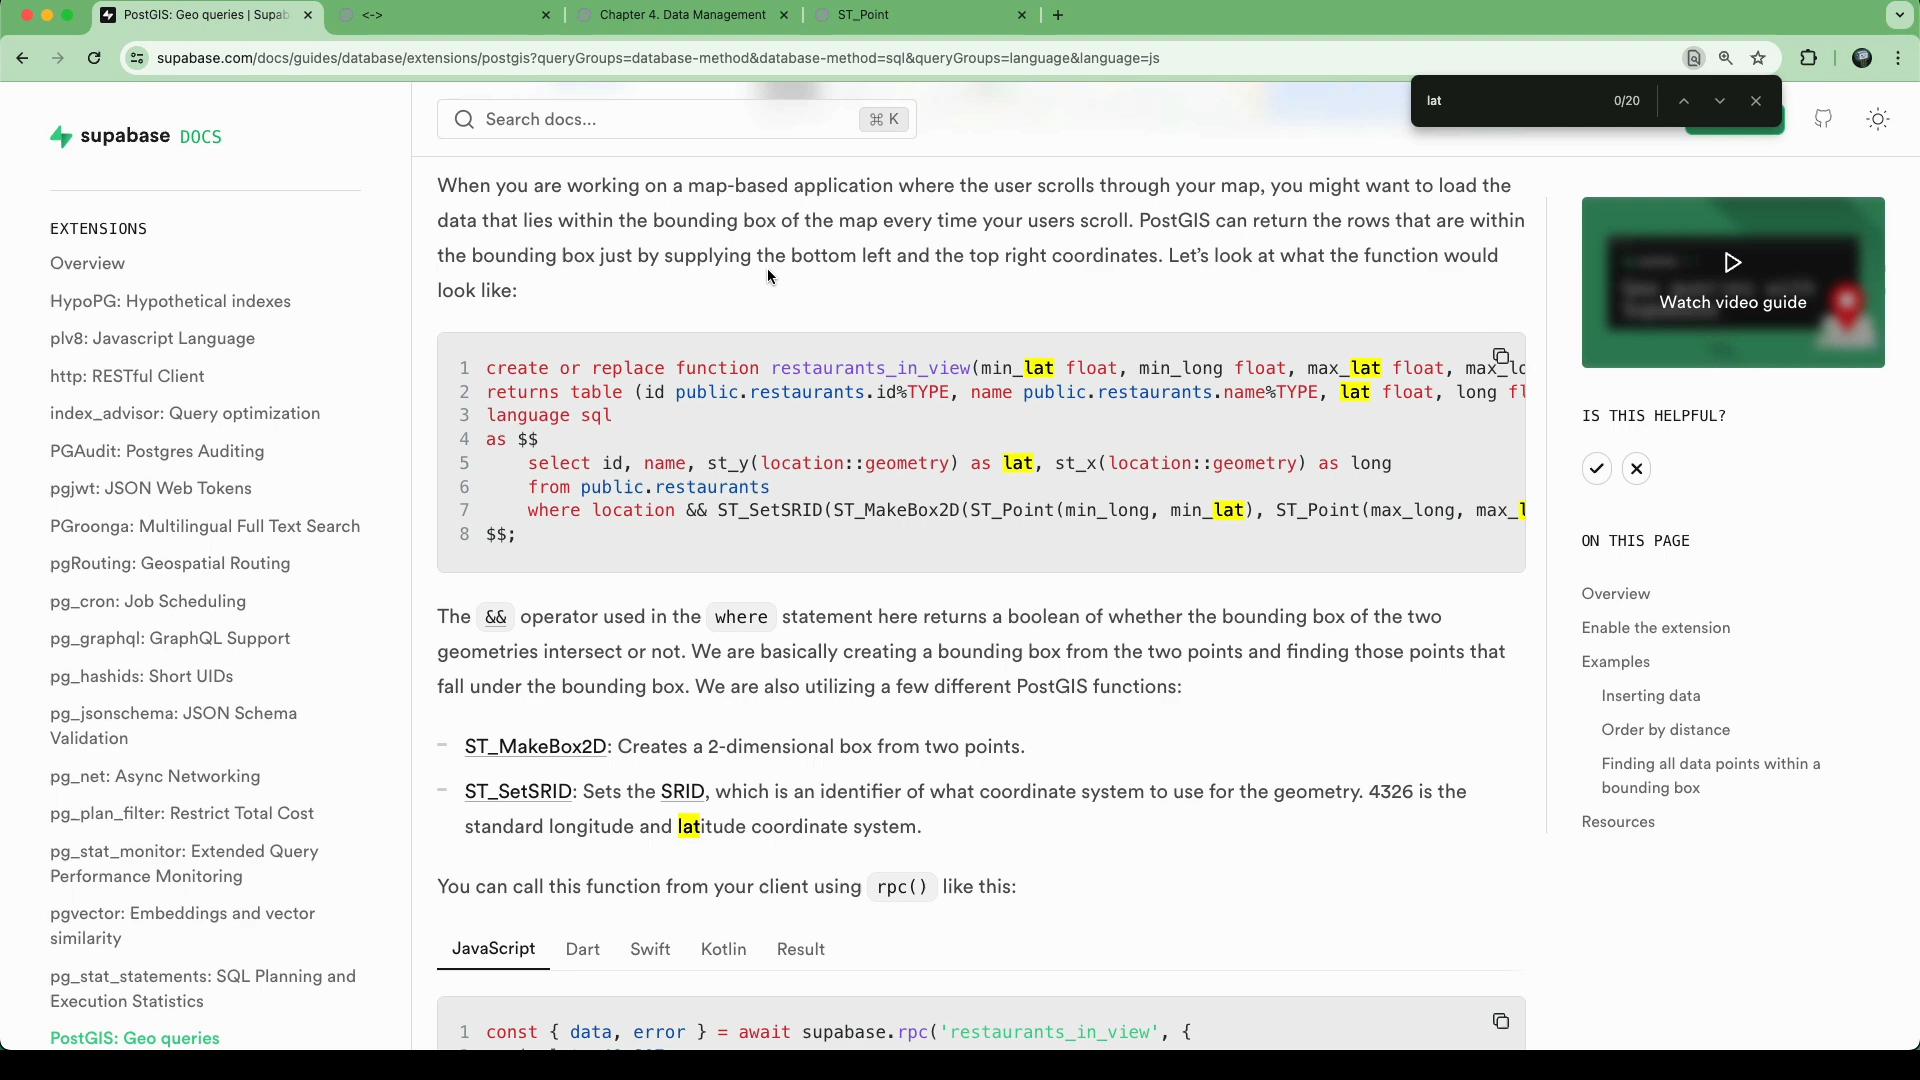 PostGIS: Geo queries | Supab
<->
Chapter 4. Data Management
ST_Point
supabase.com/docs/guides/database/extensions/postgis?queryGroups=database-method&database-method=sql&queryGroups=language&language=js
lat
0/20
supabase DOCS
Search docs...
⌘ K
EXTENSIONS
Overview
HypoPG: Hypothetical indexes
plv8: Javascript Language
http: RESTful Client
index_advisor: Query optimization
PGAudit: Postgres Auditing
pgjwt: JSON Web Tokens
PGroonga: Multilingual Full Text Search
pgRouting: Geospatial Routing
pg_cron: Job Scheduling
pg_graphql: GraphQL Support
pg_hashids: Short UIDs
pg_jsonschema: JSON Schema
Validation
pg_net: Async Networking
pg_plan_filter: Restrict Total Cost
pg_stat_monitor: Extended Query
Performance Monitoring
pgvector: Embeddings and vector
similarity
pg_stat_statements: SQL Planning and
Execution Statistics
PostGIS: Geo queries
When you are working on a map-based application where the user scrolls through your map, you might want to load the
data that lies within the bounding box of the map every time your users scroll. PostGIS can return the rows that are within
the bounding box just by supplying the bottom left and the top right coordinates. Let's look at what the function would
look like:
1 create or replace function restaurants_in_view(min_lat float, min_long float, max_lat float, max_lo
2 returns table (id public.restaurants.id%TYPE, name public.restaurants.name%TYPE, lat float, long fl
3 language sql
4 as $$
5 select id, name, st_y(location::geometry) as lat, st_x(location::geometry) as long
6 from public.restaurants
7 where location && ST_SetSRID(ST_MakeBox2D(ST_Point(min_long, min_lat), ST_Point(max_long, max_l
8 $$;
The && operator used in the where statement here returns a boolean of whether the bounding box of the two
geometries intersect or not. We are basically creating a bounding box from the two points and finding those points that
fall under the bounding box. We are also utilizing a few different PostGIS functions:
– ST_MakeBox2D: Creates a 2-dimensional box from two points.
– ST_SetSRID: Sets the SRID, which is an identifier of what coordinate system to use for the geometry. 4326 is the
standard longitude and latitude coordinate system.
You can call this function from your client using rpc() like this:
JavaScript Dart Swift Kotlin Result
1 const { data, error } = await supabase.rpc('restaurants_in_view', {
Watch video guide
IS THIS HELPFUL?
ON THIS PAGE
Overview
Enable the extension
Examples
Inserting data
Order by distance
Finding all data points within a
bounding box
Resources